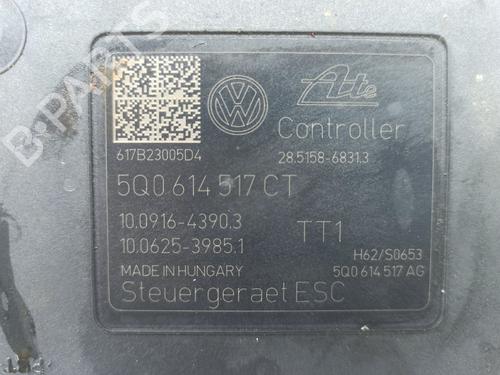 Ate
Controller
617B23005D4
28.5158-6831.3
5Q0 614 517 CT
10.0916-4390.3
10.0625-3985.1
TT1
H62/S0653
MADE IN HUNGARY
5Q0 614 517 AG
Steuergeraet ESC
B-PARTS